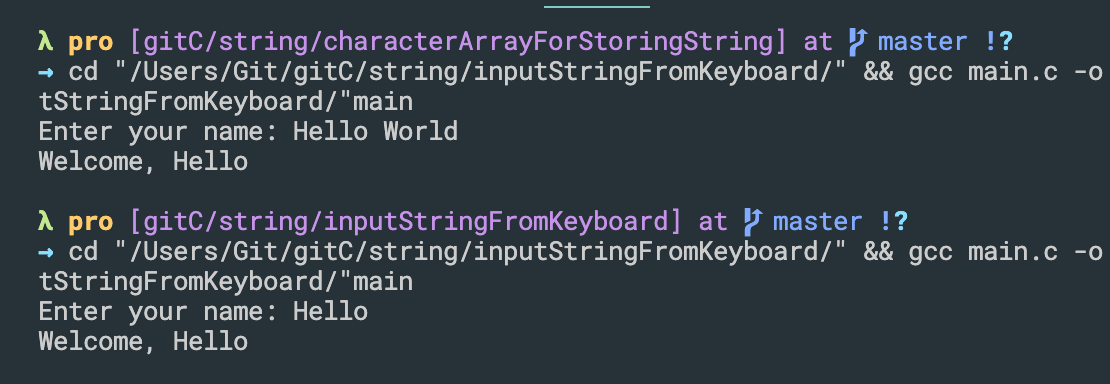 λ pro [gitC/string/characterArrayForStoringString] at master !?
→ cd "/Users/Git/gitC/string/inputStringFromKeyboard/" && gcc main.c -o
tStringFromKeyboard/"main
Enter your name: Hello World
Welcome, Hello
λ pro [gitC/string/inputStringFromKeyboard] at master !?
→ cd "/Users/Git/gitC/string/inputStringFromKeyboard/" && gcc main.c -o
tStringFromKeyboard/"main
Enter your name: Hello
Welcome, Hello